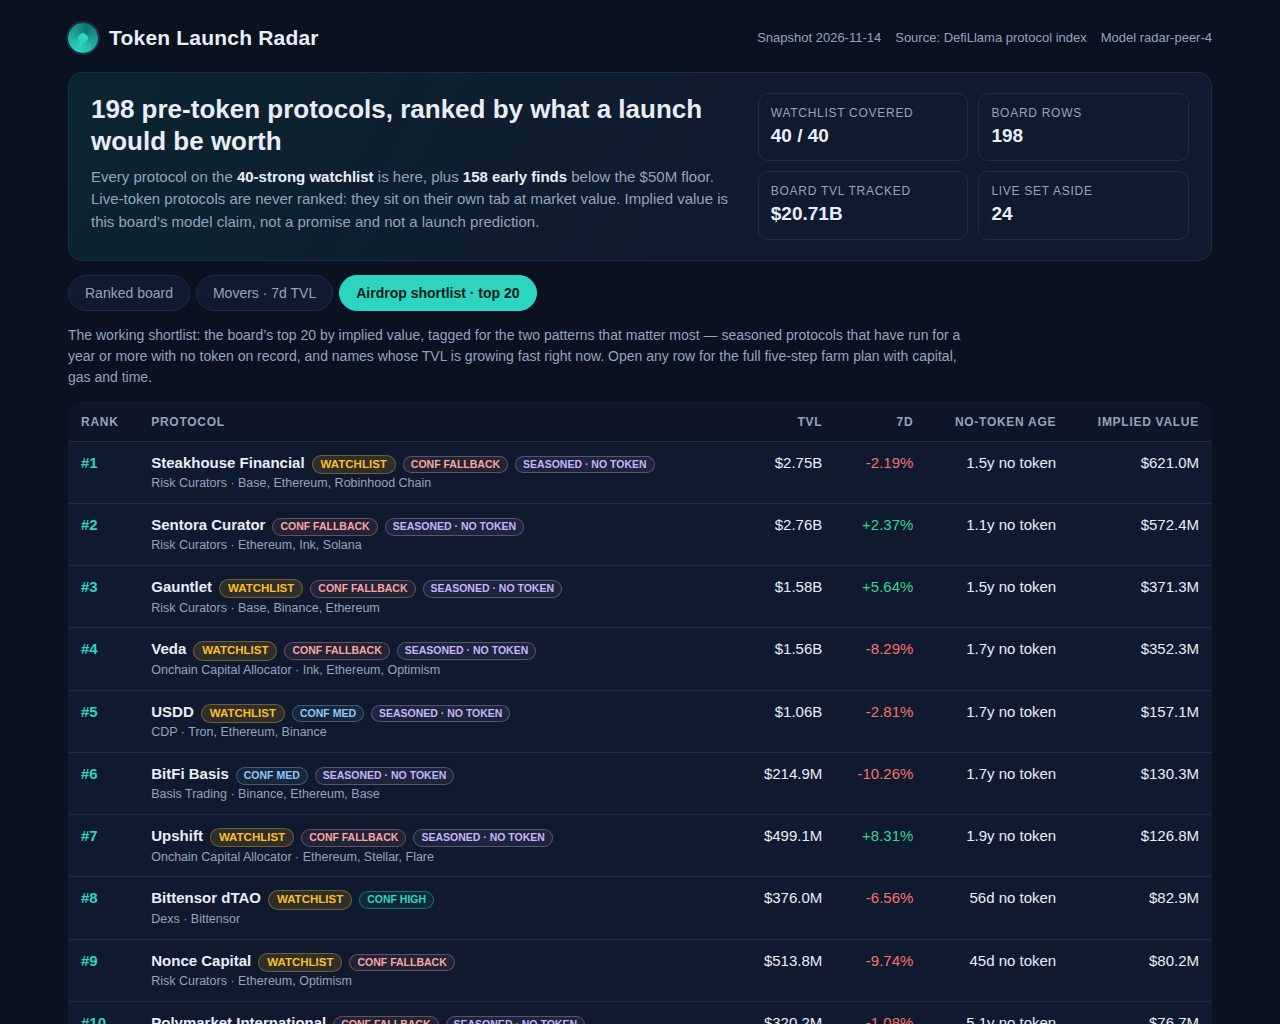 Token Launch Radar
Snapshot 2026-11-14 Source: DefiLlama protocol index Model radar-peer-4
198 pre-token protocols, ranked by what a launch
would be worth
Every protocol on the 40-strong watchlist is here, plus 158 early finds below the $50M floor.
Live-token protocols are never ranked: they sit on their own tab at market value. Implied value is
this board's model claim, not a promise and not a launch prediction.
WATCHLIST COVERED
40 / 40
BOARD ROWS
198
BOARD TVL TRACKED
$20.71B
LIVE SET ASIDE
24
Ranked board Movers · 7d TVL Airdrop shortlist · top 20
The working shortlist: the board's top 20 by implied value, tagged for the two patterns that matter most — seasoned protocols that have run for a
year or more with no token on record, and names whose TVL is growing fast right now. Open any row for the full five-step farm plan with capital,
gas and time.
RANK PROTOCOL TVL 7D NO-TOKEN AGE IMPLIED VALUE
#1 Steakhouse Financial WATCHLIST CONF FALLBACK SEASONED · NO TOKEN $2.75B -2.19% 1.5y no token $621.0M
Risk Curators · Base, Ethereum, Robinhood Chain
#2 Sentora Curator CONF FALLBACK SEASONED · NO TOKEN $2.76B +2.37% 1.1y no token $572.4M
Risk Curators · Ethereum, Ink, Solana
#3 Gauntlet WATCHLIST CONF FALLBACK SEASONED · NO TOKEN $1.58B +5.64% 1.5y no token $371.3M
Risk Curators · Base, Binance, Ethereum
#4 Veda WATCHLIST CONF FALLBACK SEASONED · NO TOKEN $1.56B -8.29% 1.7y no token $352.3M
Onchain Capital Allocator · Ink, Ethereum, Optimism
#5 USDD WATCHLIST CONF MED SEASONED · NO TOKEN $1.06B -2.81% 1.7y no token $157.1M
CDP · Tron, Ethereum, Binance
#6 BitFi Basis CONF MED SEASONED · NO TOKEN $214.9M -10.26% 1.7y no token $130.3M
Basis Trading · Binance, Ethereum, Base
#7 Upshift WATCHLIST CONF FALLBACK SEASONED · NO TOKEN $499.1M +8.31% 1.9y no token $126.8M
Onchain Capital Allocator · Ethereum, Stellar, Flare
#8 Bittensor dTAO WATCHLIST CONF HIGH $376.0M -6.56% 56d no token $82.9M
Dexs · Bittensor
#9 Nonce Capital WATCHLIST CONF FALLBACK $513.8M -9.74% 45d no token $80.2M
Risk Curators · Ethereum, Optimism
#10 Polymarket International CONF FALLBACK SEASONED · NO TOKEN $320.2M -1.08% 5.1y no token $76.7M